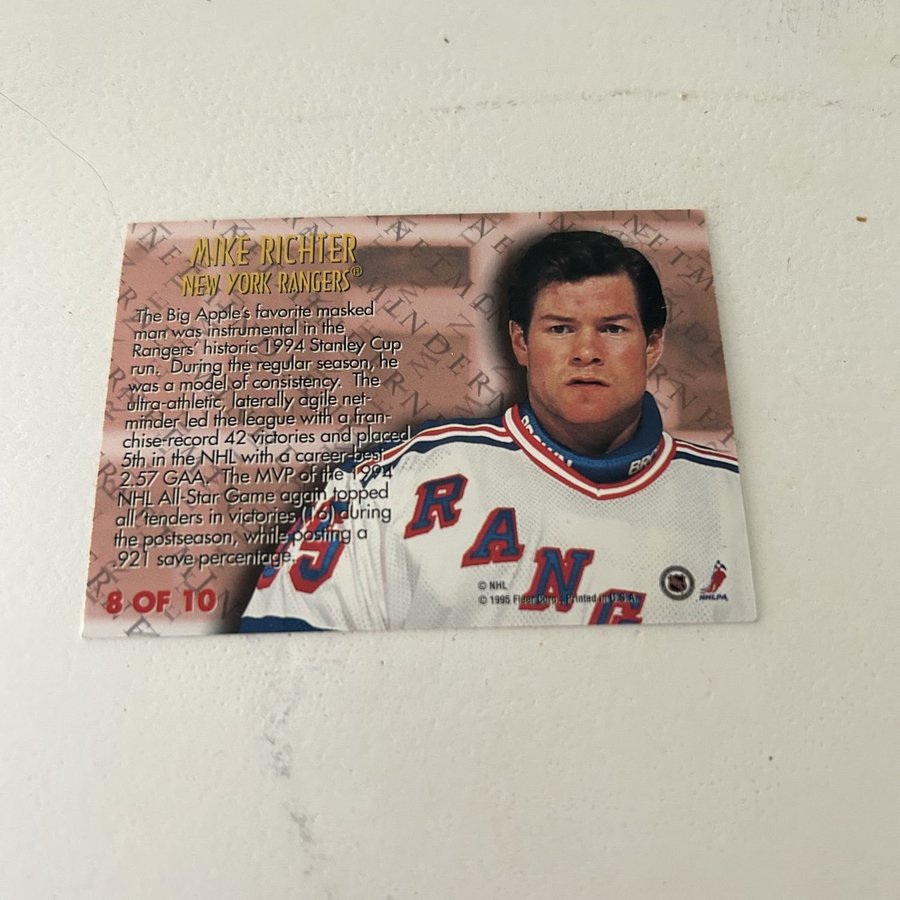 MIKE RICHTER
NEW YORK RANGERS®
The Big Apple's favorite masked
man was instrumental in the
Rangers' historic 1994 Stanley Cup
run. During the regular season, he
was a model of consistency. The
ultra-athletic, laterally agile net-
minder led the league with a fran-
chise-record 42 victories and placed
5th in the NHL with a career-best
2.57 GAA. The MVP of the 1994
NHL All-Star Game again topped
all 'tenders in victories (16) during
the postseason, while posting a
.921 save percentage.
8 OF 10
BROWN
BRO
RANG
35
© NHL
© 1995 Fleer Corp. Printed in U.S.A.
NHLPA